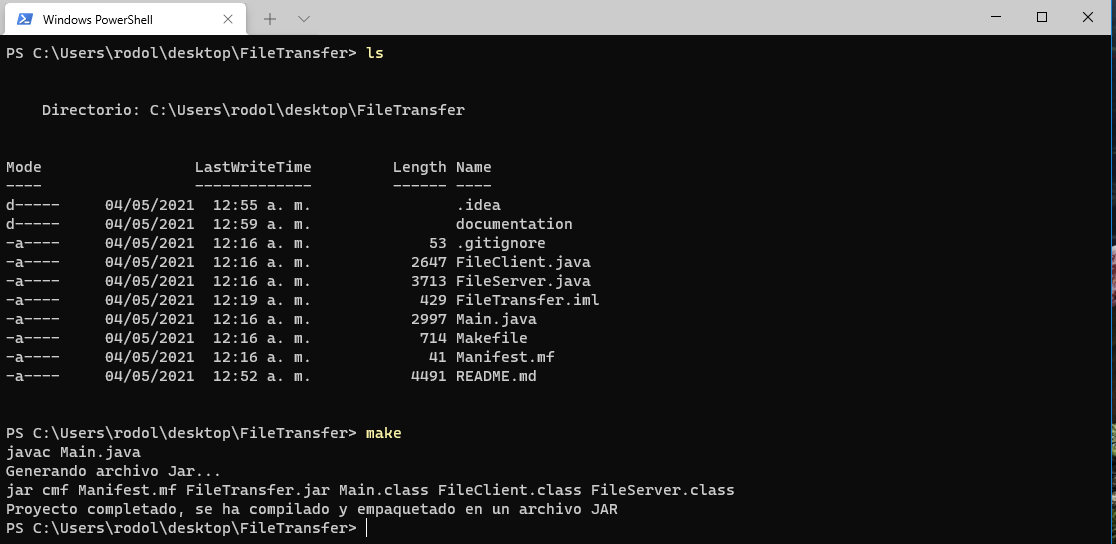 Windows PowerShell
PS C:\Users\rodol\desktop\FileTransfer> ls
Directorio: C:\Users\rodol\desktop\FileTransfer
Mode                 LastWriteTime         Length Name
----                 -------------         ------ ----
d-----     04/05/2021  12:55 a. m.                .idea
d-----     04/05/2021  12:59 a. m.                documentation
-a----     04/05/2021  12:16 a. m.             53 .gitignore
-a----     04/05/2021  12:16 a. m.           2647 FileClient.java
-a----     04/05/2021  12:16 a. m.           3713 FileServer.java
-a----     04/05/2021  12:19 a. m.            429 FileTransfer.iml
-a----     04/05/2021  12:16 a. m.           2997 Main.java
-a----     04/05/2021  12:16 a. m.            714 Makefile
-a----     04/05/2021  12:16 a. m.             41 Manifest.mf
-a----     04/05/2021  12:52 a. m.           4491 README.md
PS C:\Users\rodol\desktop\FileTransfer> make
javac Main.java
Generando archivo Jar...
jar cmf Manifest.mf FileTransfer.jar Main.class FileClient.class FileServer.class
Proyecto completado, se ha compilado y empaquetado en un archivo JAR
PS C:\Users\rodol\desktop\FileTransfer>